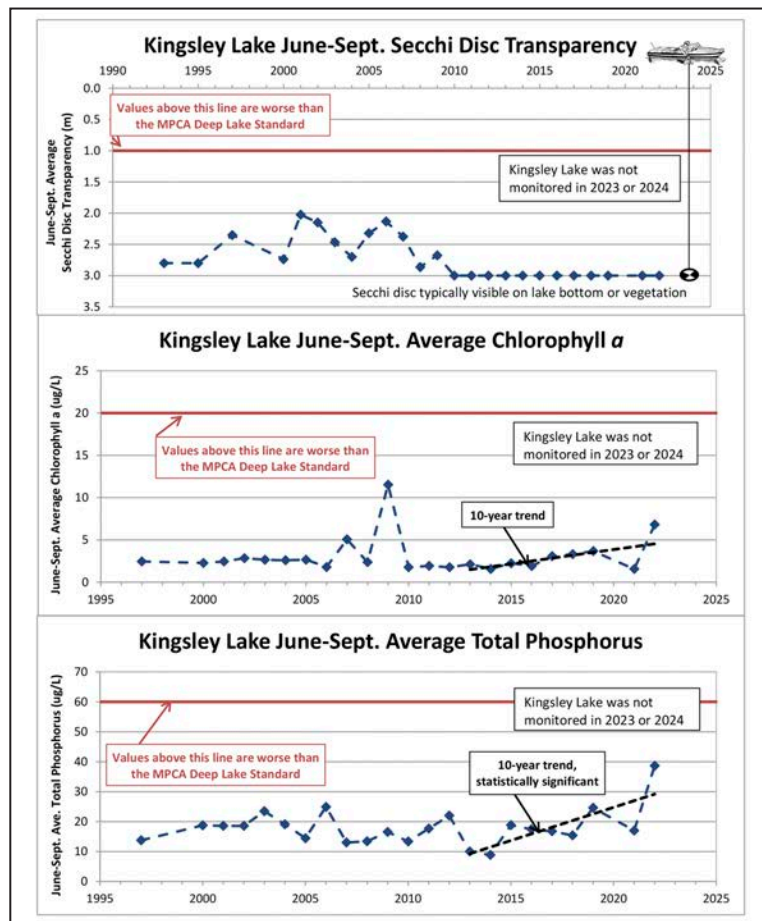 Kingsley Lake June-Sept. Secchi Disc Transparency
1990 1995 2000 2005 2010 2015 2020 2025
0.0
0.5
1.0
1.5
2.0
2.5
3.0
3.5
June-Sept. Average
Secchi Disc Transparency (m)
Values above this line are worse than
the MPCA Deep Lake Standard
Kingsley Lake was not
monitored in 2023 or 2024
Secchi disc typically visible on lake bottom or vegetation
Kingsley Lake June-Sept. Average Chlorophyll a
25
20
15
10
5
0
June-Sept. Average Chlorophyll a (ug/L)
Values above this line are worse than
the MPCA Deep Lake Standard
Kingsley Lake was not
monitored in 2023 or 2024
10-year trend
1995 2000 2005 2010 2015 2020 2025
Kingsley Lake June-Sept. Average Total Phosphorus
70
60
50
40
30
20
10
0
June-Sept. Ave. Total Phosphorus (ug/L)
Kingsley Lake was not
monitored in 2023 or 2024
Values above this line are worse than
the MPCA Deep Lake Standard
10-year trend,
statistically significant
1995 2000 2005 2010 2015 2020 2025